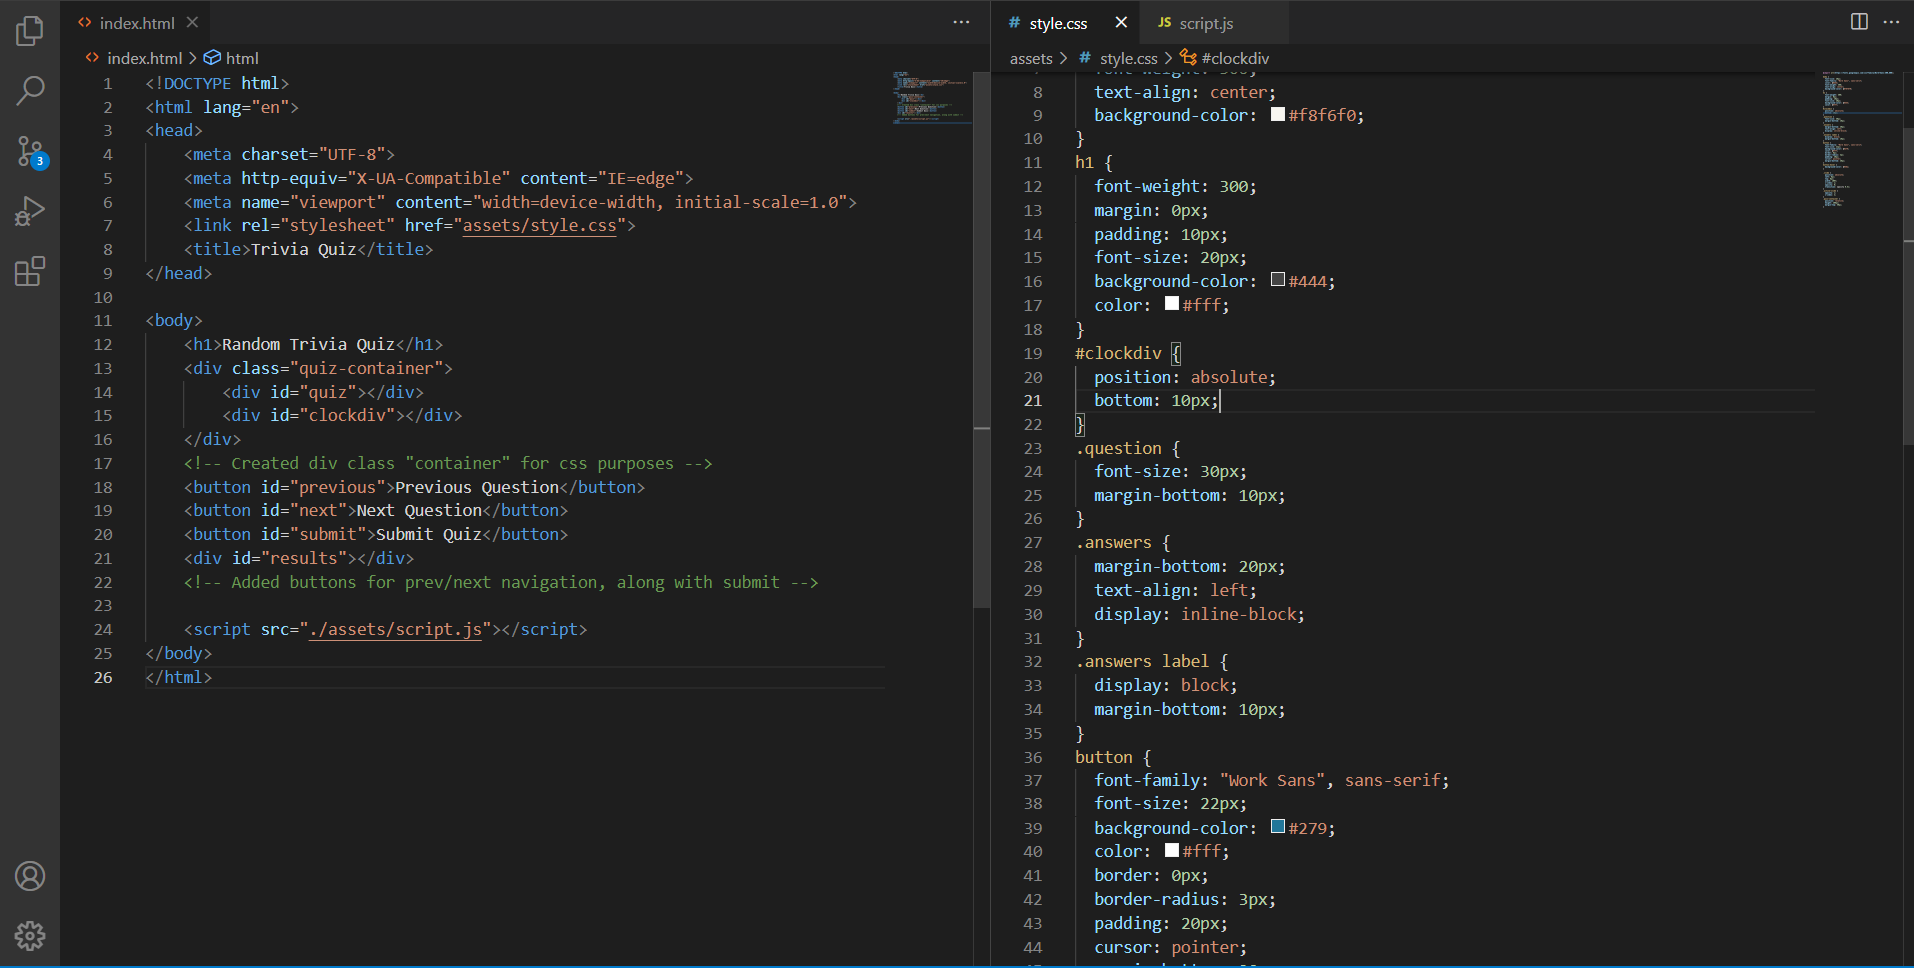 index.html
index.html > html
1 <!DOCTYPE html>
2 <html lang="en">
3 <head>
4 <meta charset="UTF-8">
5 <meta http-equiv="X-UA-Compatible" content="IE=edge">
6 <meta name="viewport" content="width=device-width, initial-scale=1.0">
7 <link rel="stylesheet" href="assets/style.css">
8 <title>Trivia Quiz</title>
9 </head>
10
11 <body>
12 <h1>Random Trivia Quiz</h1>
13 <div class="quiz-container">
14 <div id="quiz"></div>
15 <div id="clockdiv"></div>
16 </div>
17 <!-- Created div class "container" for css purposes -->
18 <button id="previous">Previous Question</button>
19 <button id="next">Next Question</button>
20 <button id="submit">Submit Quiz</button>
21 <div id="results"></div>
22 <!-- Added buttons for prev/next navigation, along with submit -->
23
24 <script src="./assets/script.js"></script>
25 </body>
26 </html>
3
# style.css
JS script.js
assets > # style.css > #clockdiv
8 text-align: center;
9 background-color: #f8f6f0;
10 }
11 h1 {
12 font-weight: 300;
13 margin: 0px;
14 padding: 10px;
15 font-size: 20px;
16 background-color: #444;
17 color: #fff;
18 }
19 #clockdiv {
20 position: absolute;
21 bottom: 10px;
22 }
23 .question {
24 font-size: 30px;
25 margin-bottom: 10px;
26 }
27 .answers {
28 margin-bottom: 20px;
29 text-align: left;
30 display: inline-block;
31 }
32 .answers label {
33 display: block;
34 margin-bottom: 10px;
35 }
36 button {
37 font-family: "Work Sans", sans-serif;
38 font-size: 22px;
39 background-color: #279;
40 color: #fff;
41 border: 0px;
42 border-radius: 3px;
43 padding: 20px;
44 cursor: pointer;